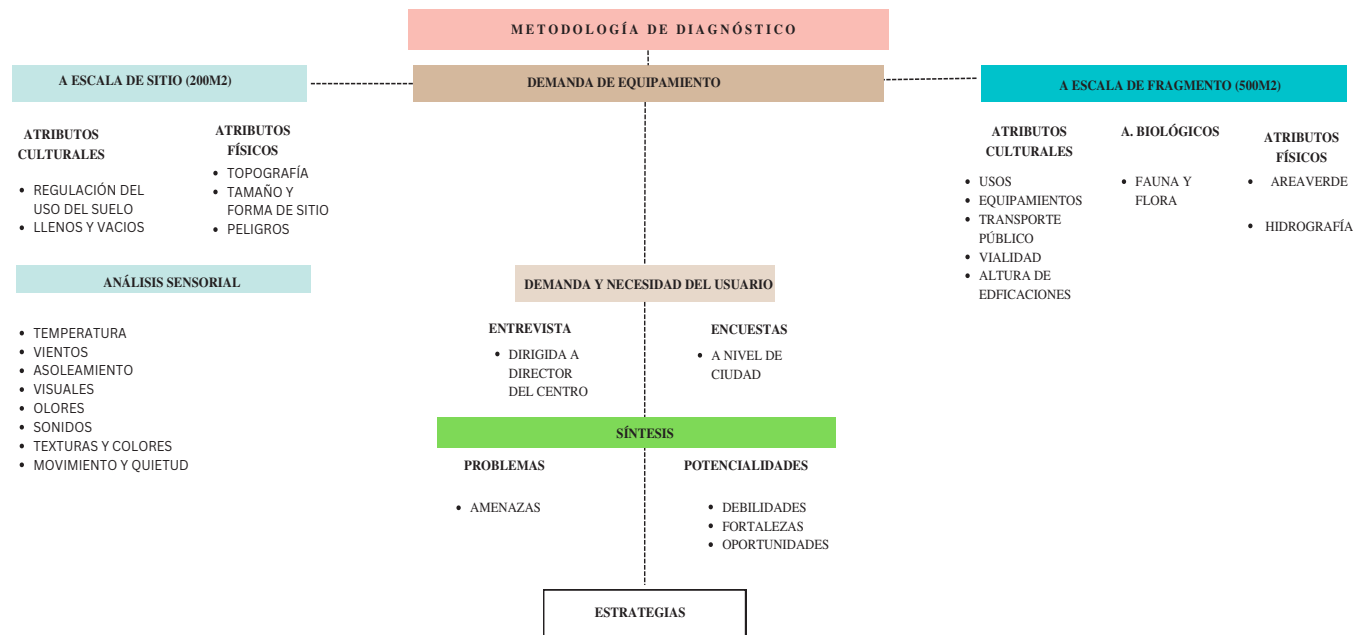 METODOLOGÍA DE DIAGNÓSTICO
A ESCALA DE SITIO (200M2)
DEMANDA DE EQUIPAMIENTO
A ESCALA DE FRAGMENTO (500M2)
ATRIBUTOS
CULTURALES
• REGULACIÓN DEL
USO DEL SUELO
• LLENOS Y VACIOS
ATRIBUTOS
FÍSICOS
• TOPOGRAFÍA
• TAMAÑO Y
FORMA DE SITIO
• PELIGROS
ATRIBUTOS
CULTURALES
• USOS
• EQUIPAMIENTOS
• TRANSPORTE
PÚBLICO
• VIALIDAD
• ALTURA DE
EDFICACIONES
A. BIOLÓGICOS
• FAUNA Y
FLORA
ATRIBUTOS
FÍSICOS
• AREAVERDE
• HIDROGRAFÍA
ANÁLISIS SENSORIAL
• TEMPERATURA
• VIENTOS
• ASOLEAMIENTO
• VISUALES
• OLORES
• SONIDOS
• TEXTURAS Y COLORES
• MOVIMIENTO Y QUIETUD
DEMANDA Y NECESIDAD DEL USUARIO
ENTREVISTA
• DIRIGIDA A
DIRECTOR
DEL CENTRO
ENCUESTAS
• A NIVEL DE
CIUDAD
SÍNTESIS
PROBLEMAS
• AMENAZAS
POTENCIALIDADES
• DEBILIDADES
• FORTALEZAS
• OPORTUNIDADES
ESTRATEGIAS